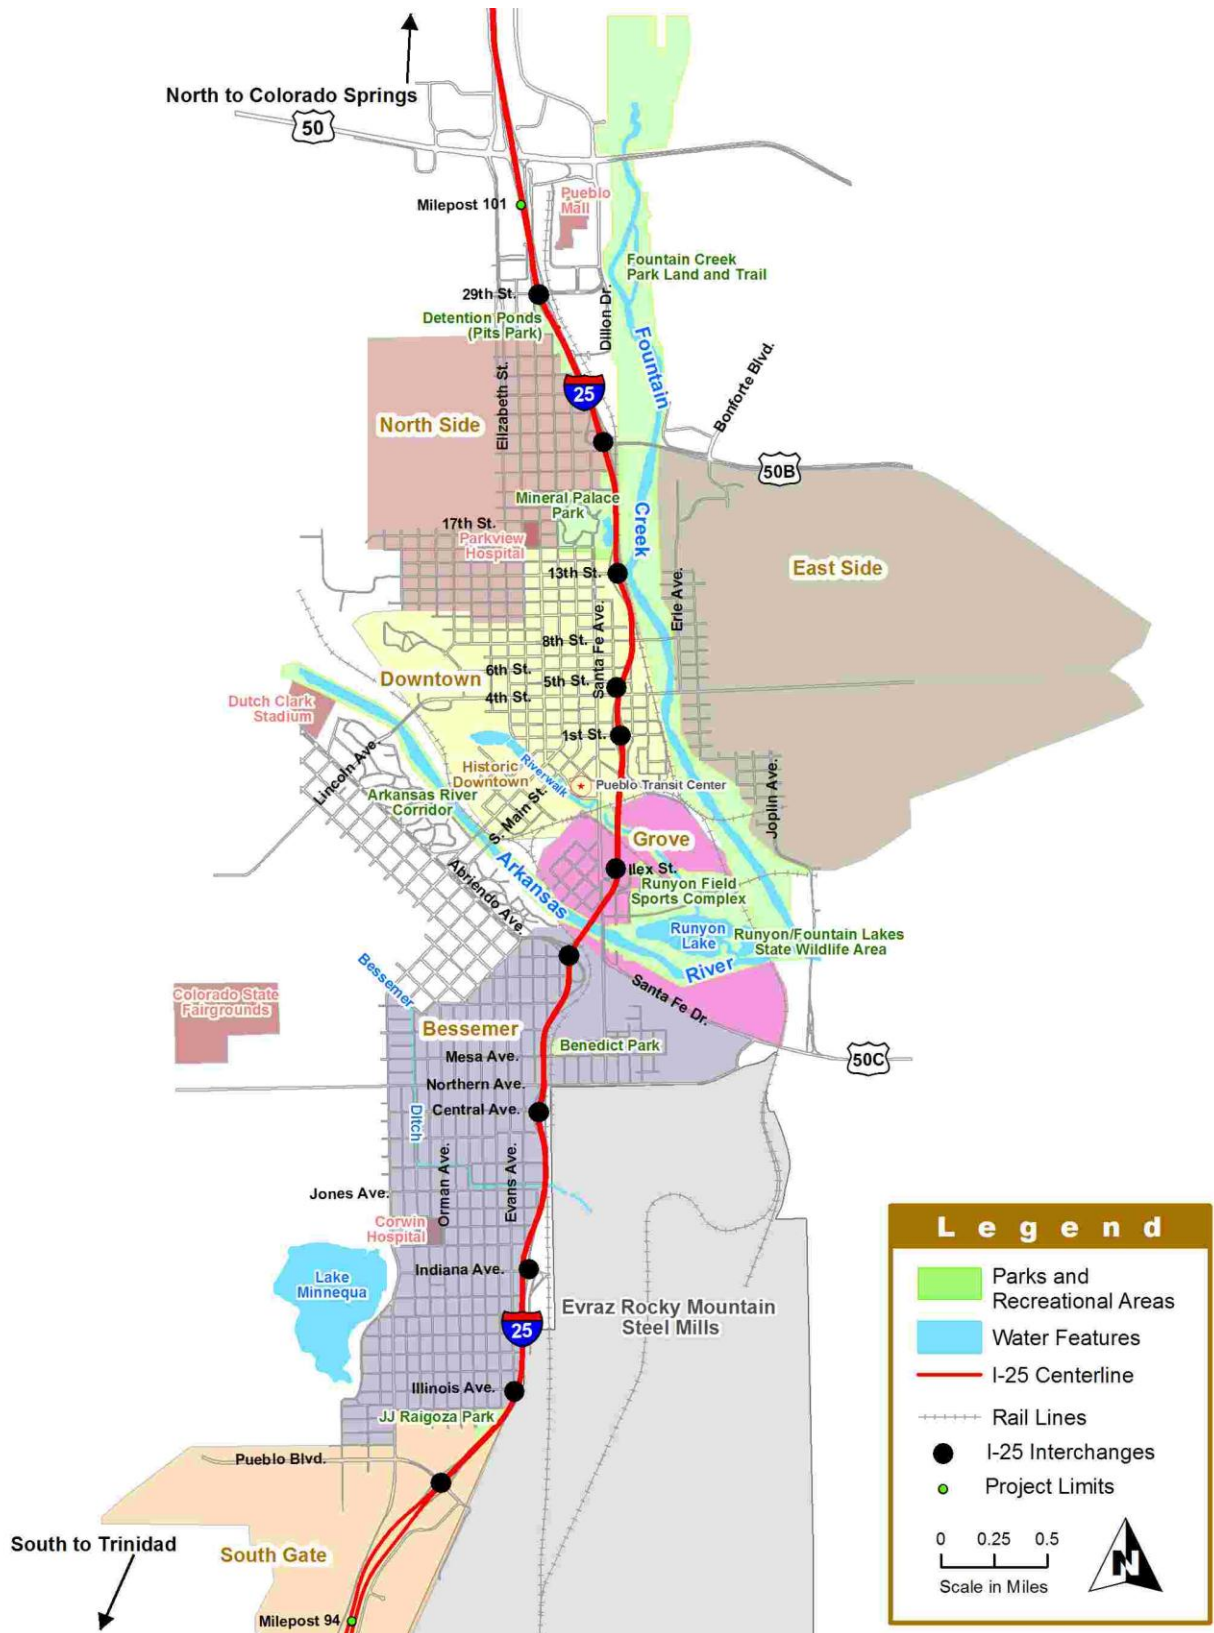 North to Colorado Springs
50
Milepost 101
Pueblo
Mall
Fountain Creek
Park Land and Trail
29th St.
Dillon Dr.
Detention Ponds
(Pits Park)
Fountain
Elizabeth St.
25
Bonforte Blvd.
North Side
50B
Mineral Palace
Park
Creek
17th St.
Parkview
Hospital
13th St.
East Side
Erie Ave.
Santa Fe Ave.
8th St.
6th St.
5th St.
4th St.
Downtown
Dutch Clark
Stadium
1st St.
Lincoln Ave.
Historic
Downtown
Riverwalk
Pueblo Transit Center
Joplin Ave.
Arkansas River
Corridor
S. Main St.
Grove
Abriendo Ave.
Arkansas
Ilex St.
Runyon Field
Sports Complex
Runyon
Lake
Runyon/Fountain Lakes
State Wildlife Area
River
Bessemer
Santa Fe Dr.
Colorado State
Fairgrounds
Bessemer
Benedict Park
50C
Mesa Ave.
Northern Ave.
Central Ave.
Ditch
Orman Ave.
Evans Ave.
Jones Ave.
Corwin
Hospital
Indiana Ave.
Lake
Minnequa
25
Evraz Rocky Mountain
Steel Mills
Illinois Ave.
JJ Raigoza Park
Pueblo Blvd.
South to Trinidad
South Gate
Milepost 94
Legend
Parks and
Recreational Areas
Water Features
I-25 Centerline
Rail Lines
I-25 Interchanges
Project Limits
0 0.25 0.5
Scale in Miles
N